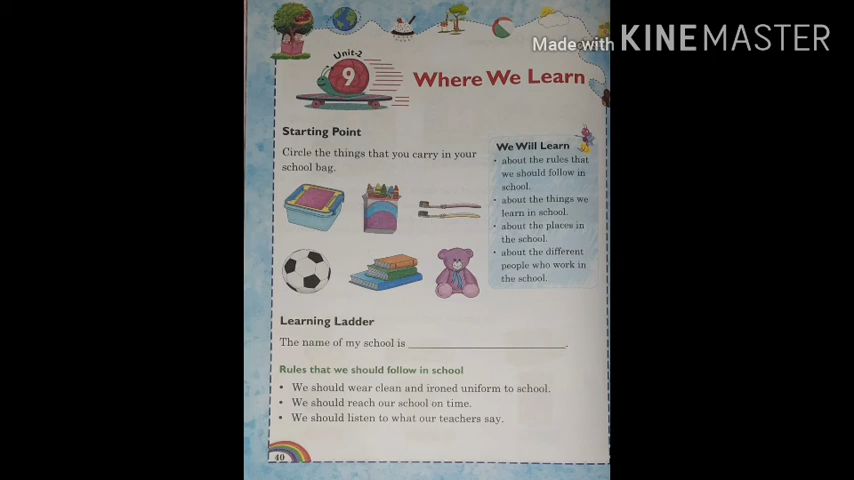 Made with KINEMASTER
Unit-2
9
Where We Learn
Starting Point
Circle the things that you carry in your
school bag.
We Will Learn
• about the rules that
we should follow in
school.
• about the things we
learn in school.
• about the places in
the school.
• about the different
people who work in
the school.
Learning Ladder
The name of my school is ____________________________.
Rules that we should follow in school
• We should wear clean and ironed uniform to school.
• We should reach our school on time.
• We should listen to what our teachers say.
40